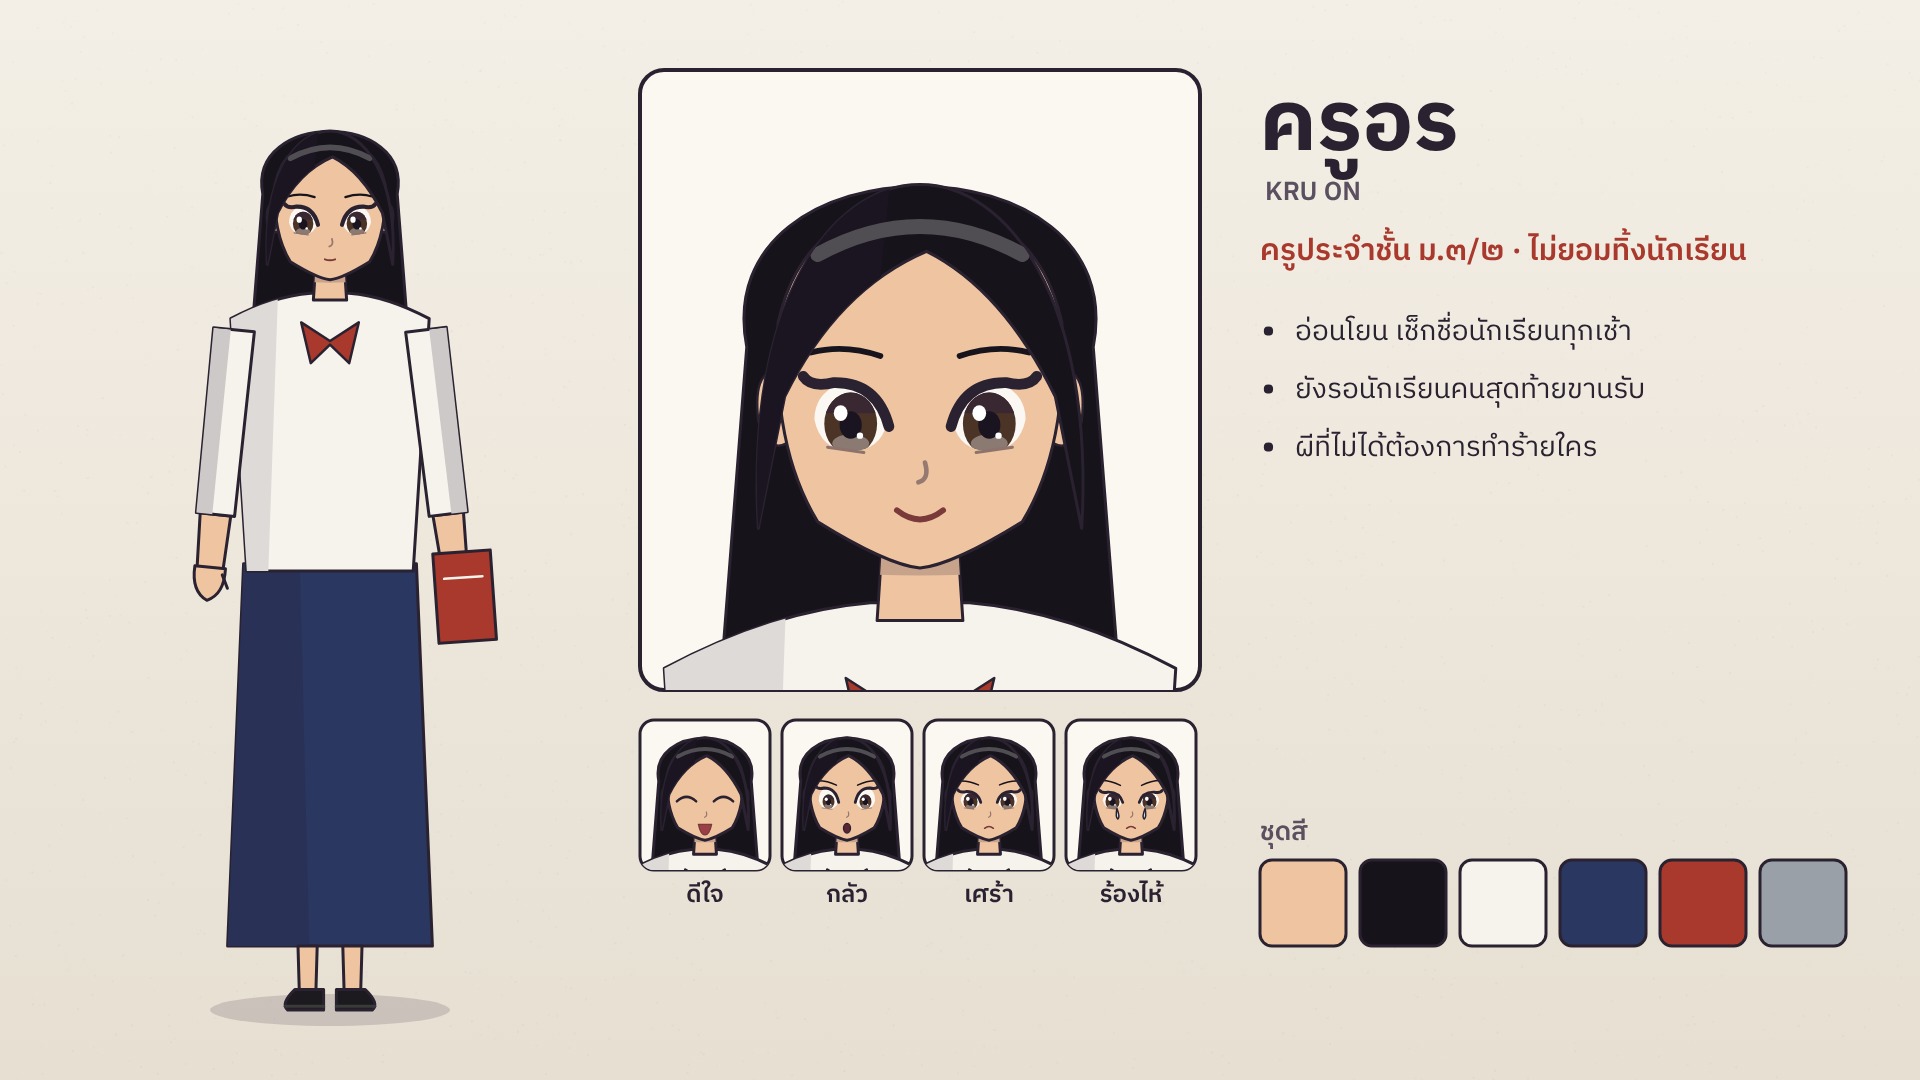 ครูอร
KRU ON
ครูประจำชั้น ม.๓/๒ · ไม่ยอมทิ้งนักเรียน
• อ่อนโยน เช็กชื่อนักเรียนทุกเช้า
• ยังรอนักเรียนคนสุดท้ายขานรับ
• ผีที่ไม่ได้ต้องการทำร้ายใคร
ดีใจ
กลัว
เศร้า
ร้องไห้
ชุดสี